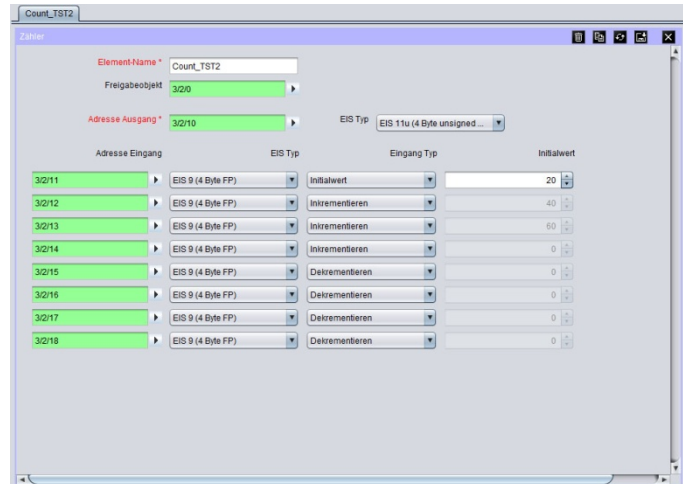 Count_TST2
Zähler
Element-Name * Count_TST2
Freigabeobjekt 3/2/0
Adresse Ausgang * 3/2/10 EIS Typ EIS 11u (4 Byte unsigned ...
Adresse Eingang EIS Typ Eingang Typ Initialwert
3/2/11 EIS 9 (4 Byte FP) Initialwert 20
3/2/12 EIS 9 (4 Byte FP) Inkrementieren 40
3/2/13 EIS 9 (4 Byte FP) Inkrementieren 60
3/2/14 EIS 9 (4 Byte FP) Inkrementieren 0
3/2/15 EIS 9 (4 Byte FP) Dekrementieren 0
3/2/16 EIS 9 (4 Byte FP) Dekrementieren 0
3/2/17 EIS 9 (4 Byte FP) Dekrementieren 0
3/2/18 EIS 9 (4 Byte FP) Dekrementieren 0